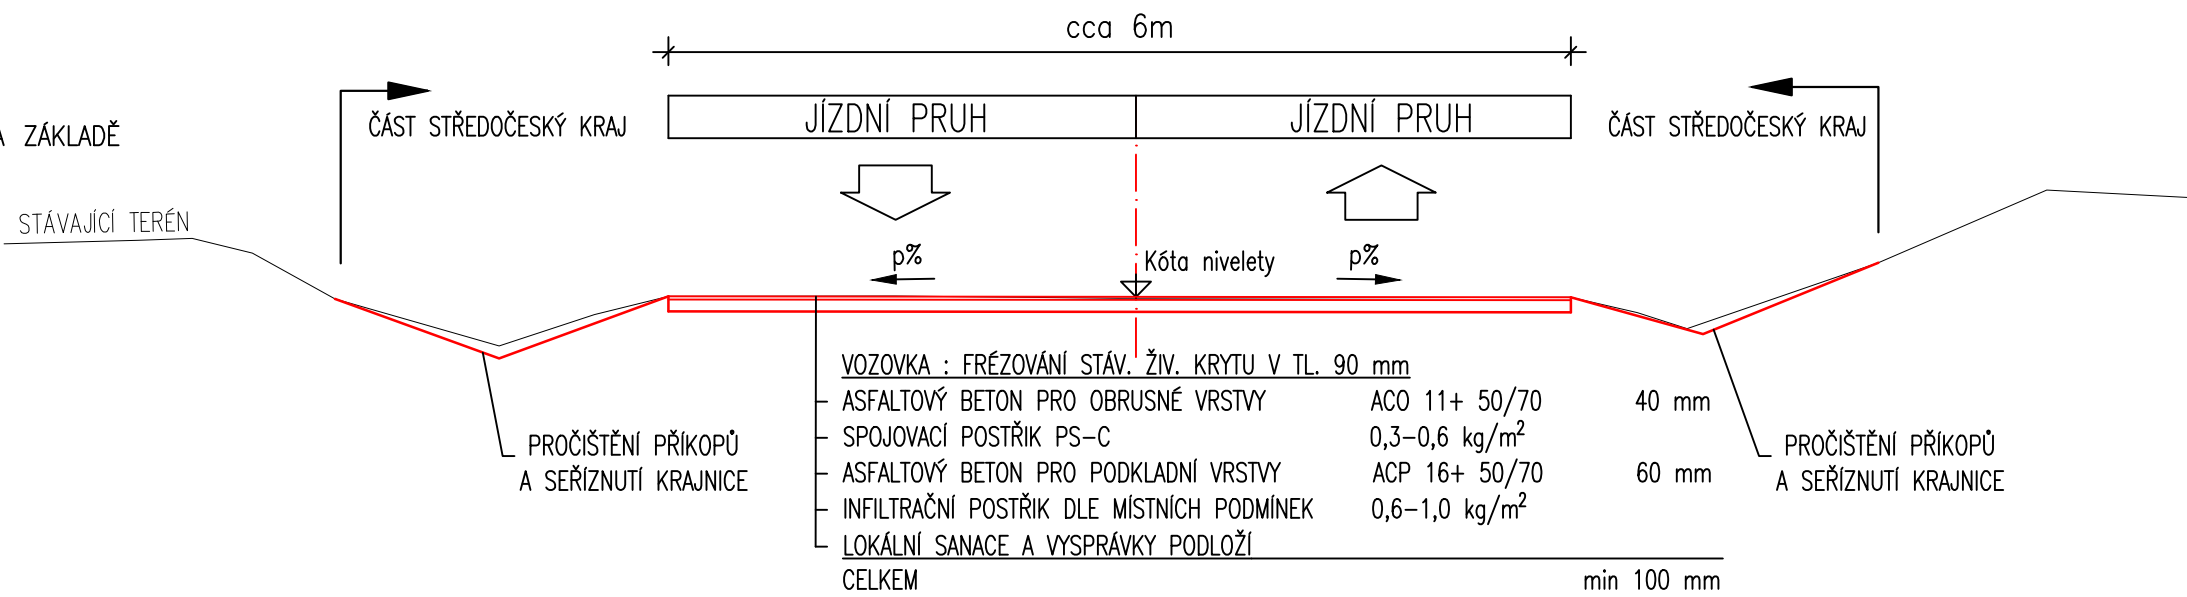 cca 6m
JÍZDNÍ PRUH JÍZDNÍ PRUH
ČÁST STŘEDOČESKÝ KRAJ
ČÁST STŘEDOČESKÝ KRAJ
A ZÁKLADĚ
STÁVAJÍCÍ TERÉN
p%
Kóta nivelety
p%
VOZOVKA : FRÉZOVÁNÍ STÁV. ŽIV. KRYTU V TL. 90 mm
ASFALTOVÝ BETON PRO OBRUSNÉ VRSTVY ACO 11+ 50/70 40 mm
SPOJOVACÍ POSTŘIK PS-C 0,3-0,6 kg/m²
ASFALTOVÝ BETON PRO PODKLADNÍ VRSTVY ACP 16+ 50/70 60 mm
INFILTRAČNÍ POSTŘIK DLE MÍSTNÍCH PODMÍNEK 0,6-1,0 kg/m²
LOKÁLNÍ SANACE A VYSPRÁVKY PODLOŽÍ
CELKEM min 100 mm
PROČIŠTĚNÍ PŘÍKOPŮ
A SEŘÍZNUTÍ KRAJNICE
PROČIŠTĚNÍ PŘÍKOPŮ
A SEŘÍZNUTÍ KRAJNICE